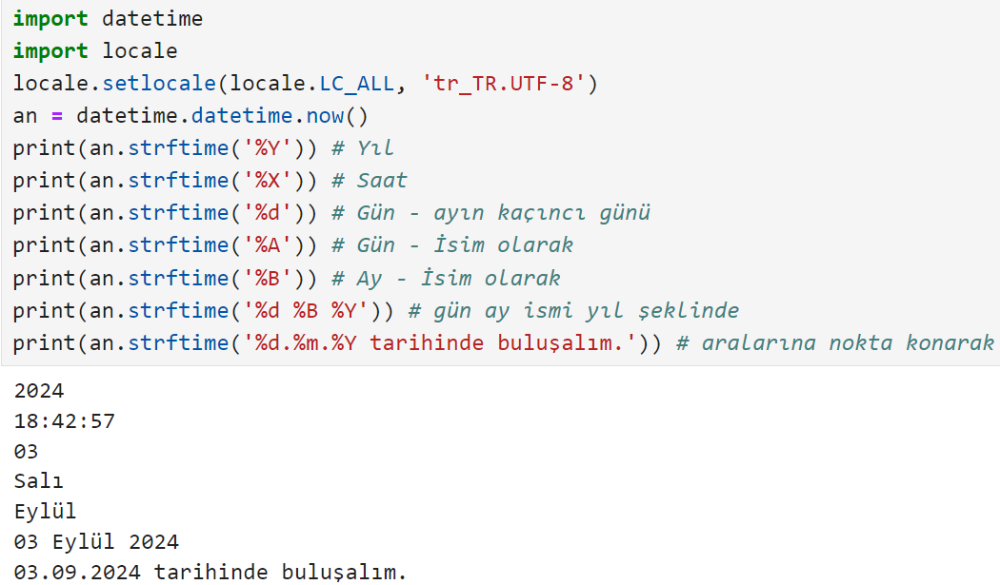 import datetime
import locale
locale.setlocale(locale.LC_ALL, 'tr_TR.UTF-8')
an = datetime.datetime.now()
print(an.strftime('%Y')) # Yıl
print(an.strftime('%X')) # Saat
print(an.strftime('%d')) # Gün - ayın kaçıncı günü
print(an.strftime('%A')) # Gün - İsim olarak
print(an.strftime('%B')) # Ay - İsim olarak
print(an.strftime('%d %B %Y')) # gün ay ismi yıl şeklinde
print(an.strftime('%d.%m.%Y tarihinde buluşalım.')) # aralarına nokta konarak
2024
18:42:57
03
Salı
Eylül
03 Eylül 2024
03.09.2024 tarihinde buluşalım.